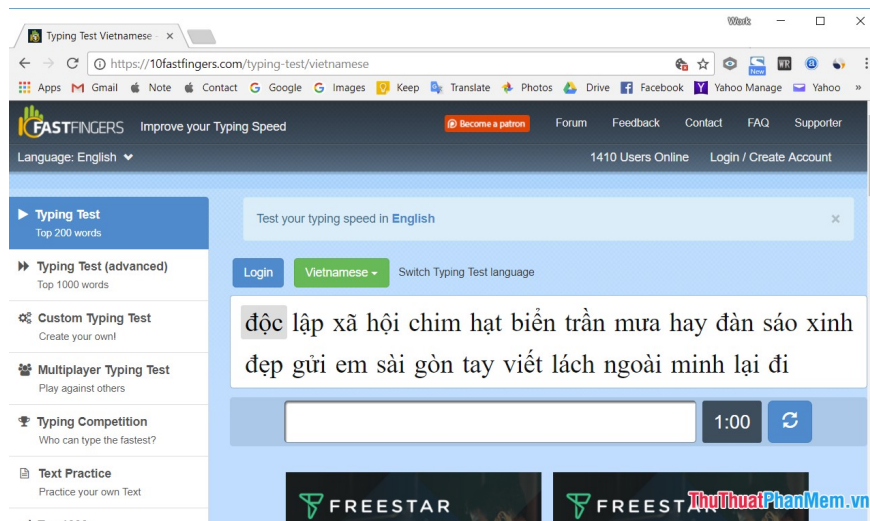 Work
Typing Test Vietnamese -
https://10fastfingers.com/typing-test/vietnamese
New WR a
Apps Gmail Note Contact Google Images Keep Translate Photos Drive Facebook Yahoo Manage Yahoo »
FASTFINGERS Improve your Typing Speed Become a patron Forum Feedback Contact FAQ Supporter
Language: English 1410 Users Online Login / Create Account
Typing Test
Top 200 words
Test your typing speed in English ×
Typing Test (advanced)
Top 1000 words
Login Vietnamese Switch Typing Test language
Custom Typing Test
Create your own!
độc lập xã hội chim hạt biển trần mưa hay đàn sáo xinh
đẹp gửi em sài gòn tay viết lách ngoài minh lại đi
Multiplayer Typing Test
Play against others
Typing Competition
Who can type the fastest?
1:00
Text Practice
Practice your own Text
FREESTAR FREESTAR
ThuThuatPhanMem.vn